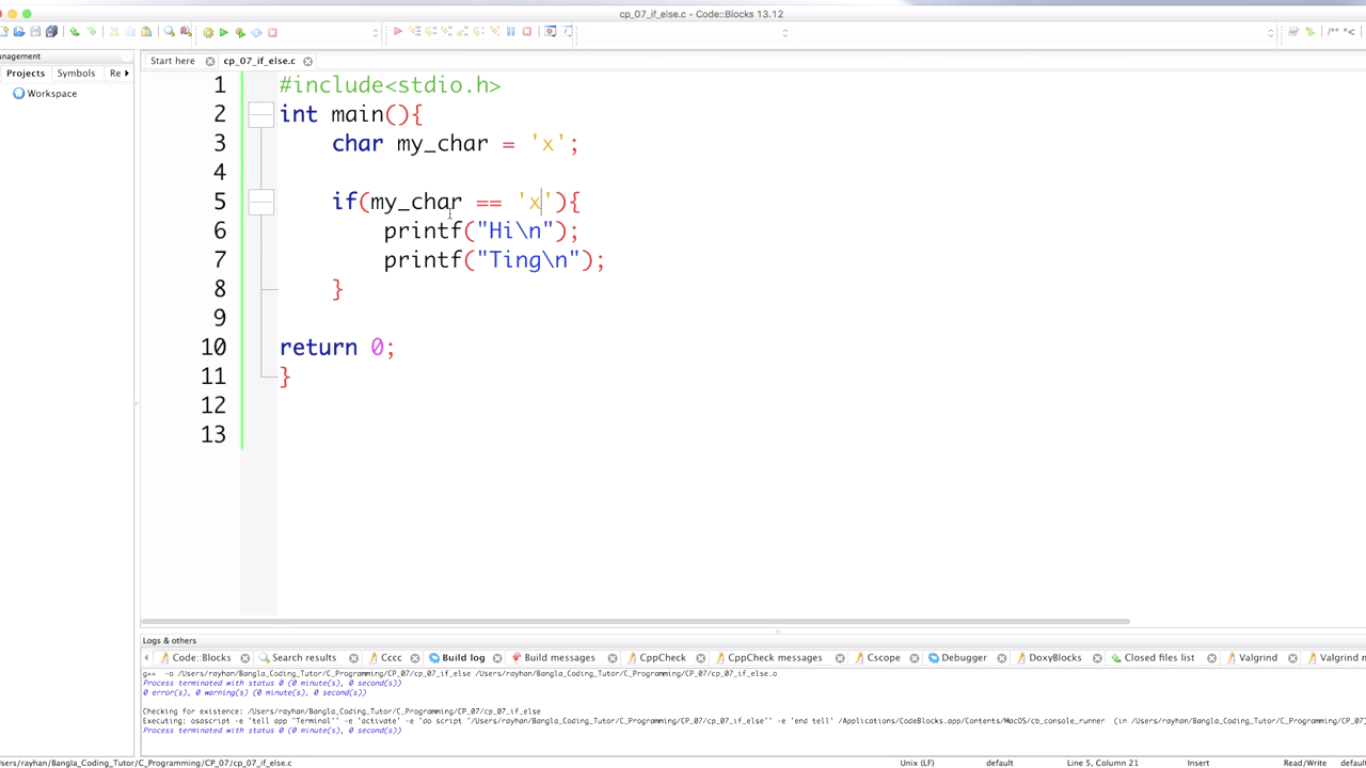 cp_07_if_else.c - Code::Blocks 13.12
/** *<
management
Start here
cp_07_if_else.c
Projects Symbols Re
Workspace
1 #include<stdio.h>
2 int main(){
3 char my_char = 'x';
4
5 if(my_char == 'x'){
6 printf("Hi\n");
7 printf("Ting\n");
8 }
9
10 return 0;
11 }
12
13
Logs & others
Code::Blocks Search results Cccc Build log Build messages CppCheck CppCheck messages Cscope Debugger DoxyBlocks Closed files list Valgrind Valgrind m
g++ -o /Users/rayhan/Bangla_Coding_Tutor/C_Programming/CP_07/cp_07_if_else /Users/rayhan/Bangla_Coding_Tutor/C_Programming/CP_07/cp_07_if_else.o
Process terminated with status 0 (0 minute(s), 0 second(s))
0 error(s), 0 warning(s) (0 minute(s), 0 second(s))
Checking for existence: /Users/rayhan/Bangla_Coding_Tutor/C_Programming/CP_07/cp_07_if_else
Executing: osascript -e 'tell app "Terminal"' -e 'activate' -e 'do script "/Users/rayhan/Bangla_Coding_Tutor/C_Programming/CP_07/cp_07_if_else"' -e 'end tell' /Applications/CodeBlocks.app/Contents/MacOS/cb_console_runner (in /Users/rayhan/Bangla_Coding_Tutor/C_Programming/CP_07
Process terminated with status 0 (0 minute(s), 0 second(s))
sers/rayhan/Bangla_Coding_Tutor/C_Programming/CP_07/cp_07_if_else.c Unix (LF) default Line 5, Column 21 Insert Read/Write default